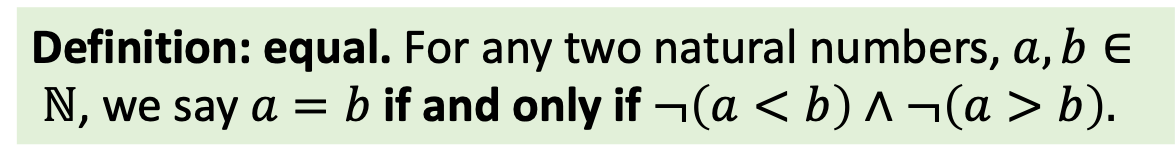 Definition: equal. For any two natural numbers, 𝑎, 𝑏 ∈
ℕ, we say 𝑎 = 𝑏 if and only if ¬(𝑎 < 𝑏) ∧ ¬(𝑎 > 𝑏).